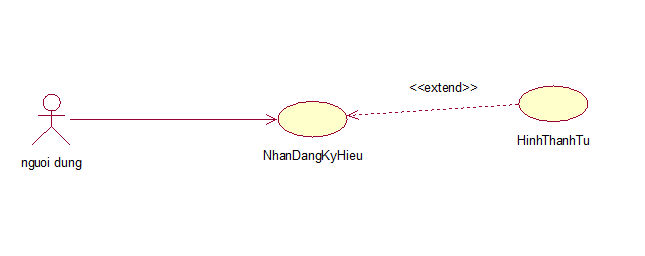 <<extend>>
nguoi dung
NhanDangKyHieu
HinhThanhTu